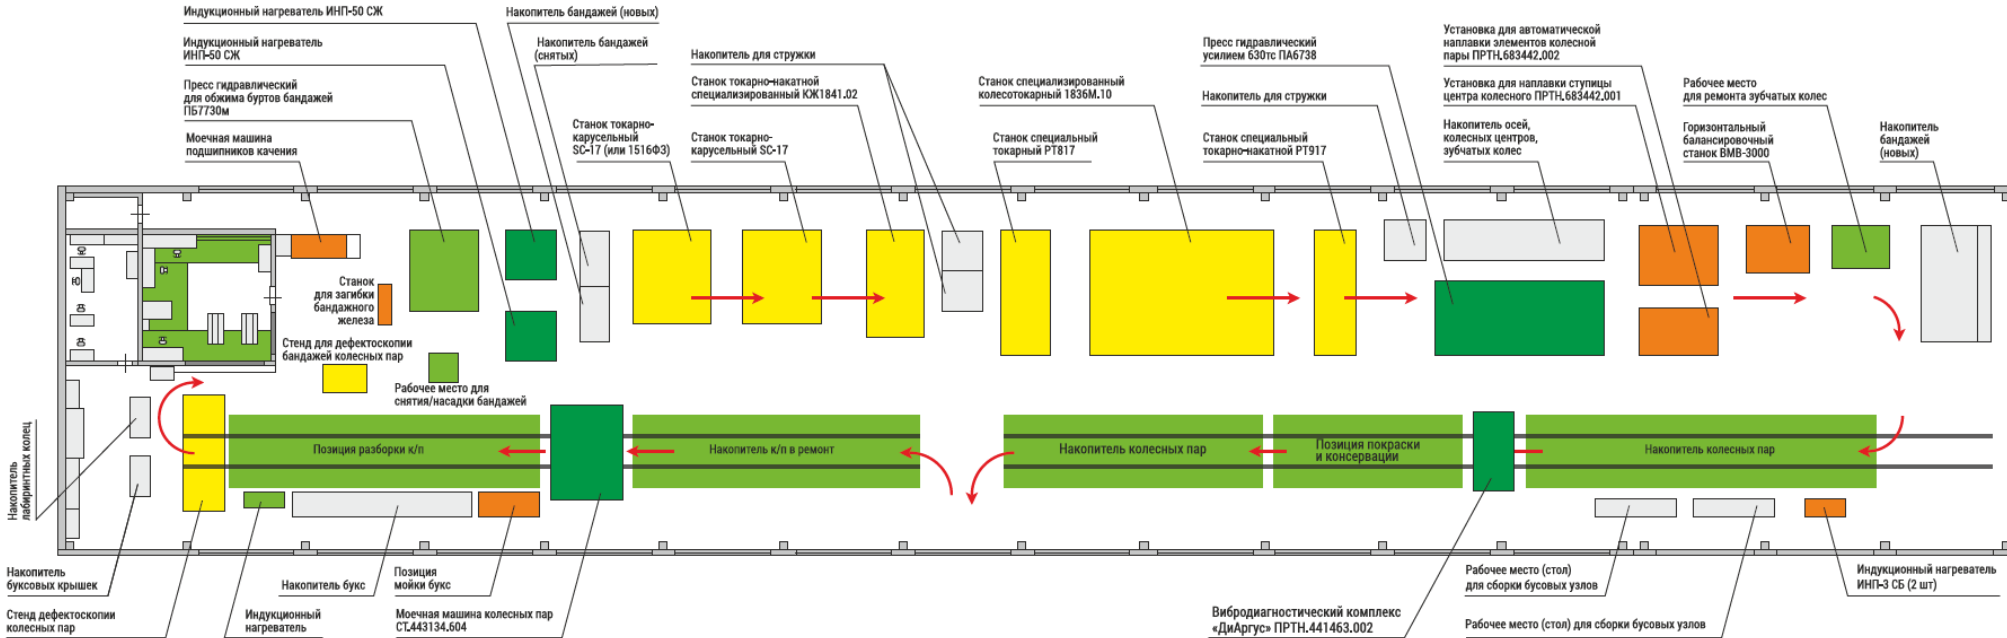 Индукционный нагреватель ИНП-50 СЖ
Индукционный нагреватель
ИНП-50 СЖ
Пресс гидравлический
для обжима буртов бандажей
ПБ7730м
Моечная машина
подшипников качения
Накопитель бандажей (новых)
Накопитель бандажей
(снятых)
Станок токарно-
карусельный
SC-17 (или 1516Ф3)
Накопитель для стружки
Станок токарно-накатной
специализированный КЖ1841.02
Станок токарно-
карусельный SC-17
Станок специализированный
колесотокарный 1836М.10
Станок специальный
токарный РТ817
Пресс гидравлический
усилием 630тс ПА6738
Накопитель для стружки
Станок специальный
токарно-накатной РТ917
Установка для автоматической
наплавки элементов колесной
пары ПРТН.683442.002
Установка для наплавки ступицы
центра колесного ПРТН.683442.001
Накопитель осей,
колесных центров,
зубчатых колес
Рабочее место
для ремонта зубчатых колес
Горизонтальный
балансировочный
станок ВМВ-3000
Накопитель
бандажей
(новых)
Станок
для загибки
бандажного
железа
Стенд для дефектоскопии
бандажей колесных пар
Рабочее место для
снятия/насадки бандажей
Позиция разборки к/п
Накопитель к/п в ремонт
Накопитель колесных пар
Позиция покраски
и консервации
Накопитель колесных пар
Накопитель
лабиринтных колец
Накопитель
буксовых крышек
Стенд дефектоскопии
колесных пар
Индукционный
нагреватель
Накопитель букс
Позиция
мойки букс
Моечная машина колесных пар
СТ.443134.604
Вибродиагностический комплекс
«ДиАргус» ПРТН.441463.002
Рабочее место (стол)
для сборки бусовых узлов
Рабочее место (стол) для сборки бусовых узлов
Индукционный нагреватель
ИНП-3 СБ (2 шт)